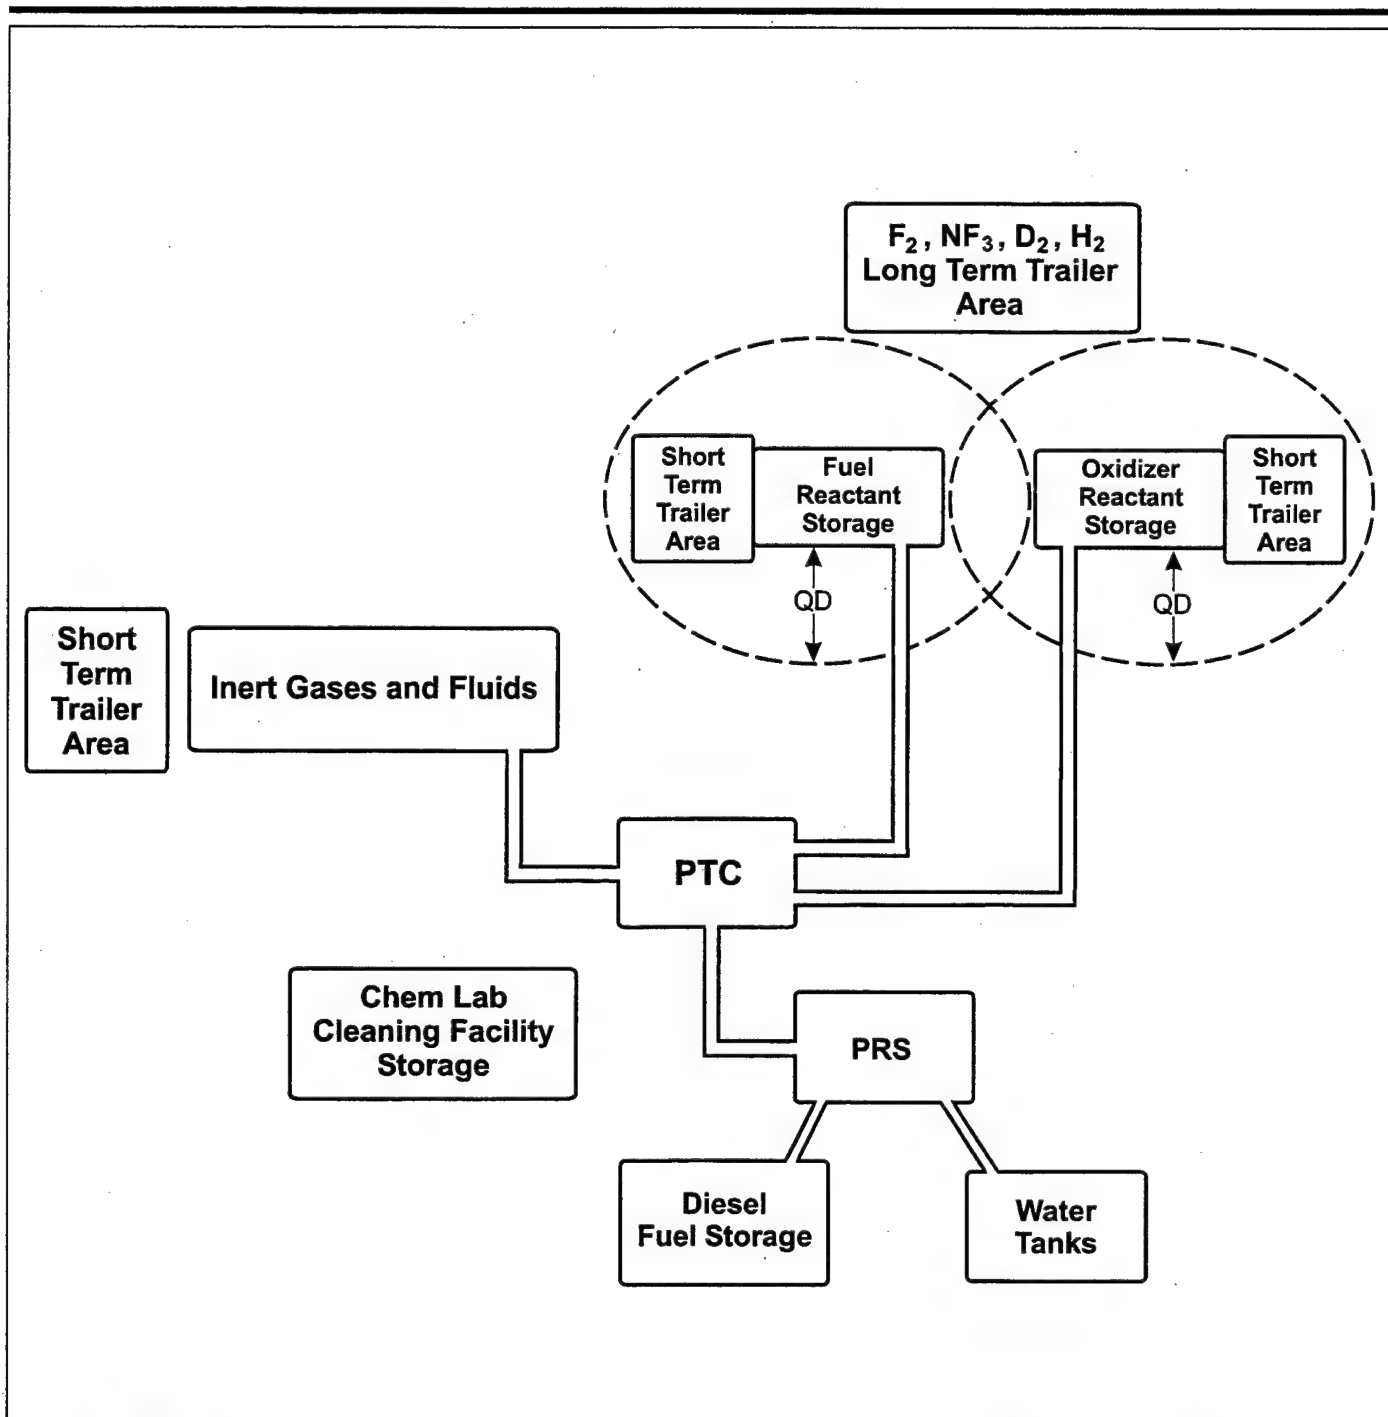 F₂, NF₃, D₂, H₂
Long Term Trailer
Area
Short
Term
Trailer
Area
Fuel
Reactant
Storage
Oxidizer
Reactant
Storage
Short
Term
Trailer
Area
QD
QD
Short
Term
Trailer
Area
Inert Gases and Fluids
PTC
Chem Lab
Cleaning Facility
Storage
PRS
Diesel
Fuel Storage
Water
Tanks